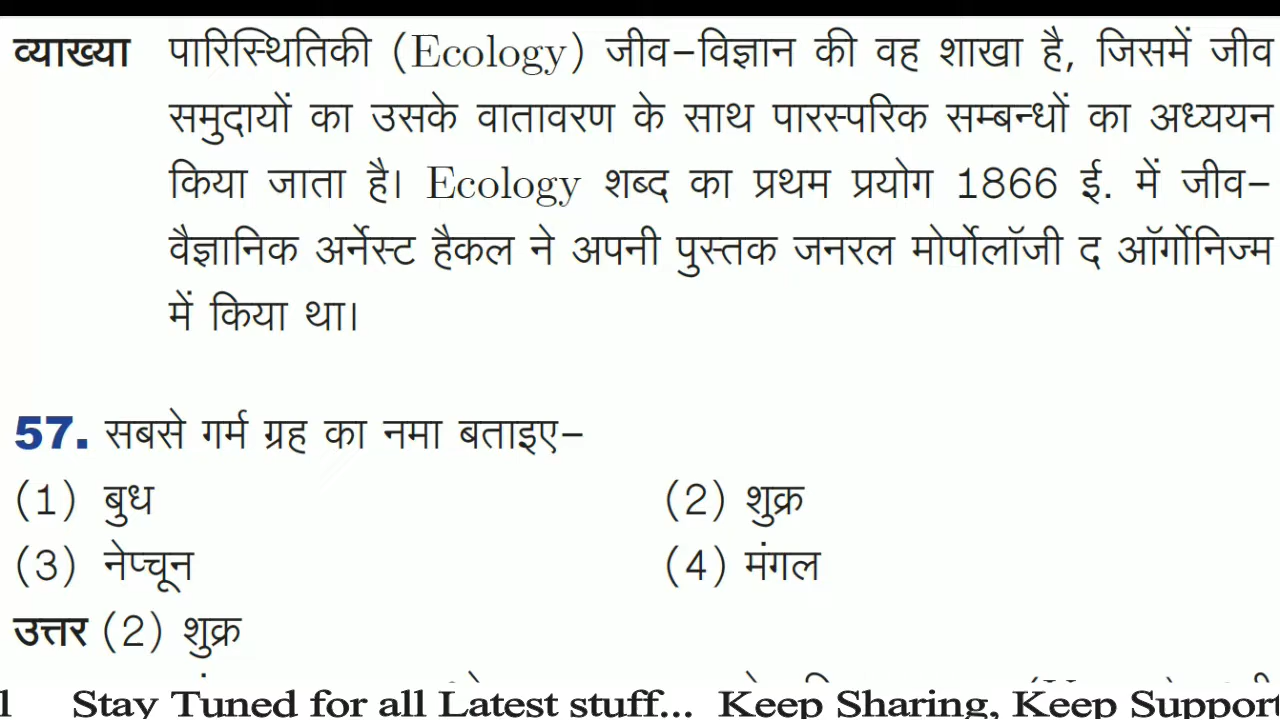 व्याख्या पारिस्थितिकी (Ecology) जीव-विज्ञान की वह शाखा है, जिसमें जीव
समुदायों का उसके वातावरण के साथ पारस्परिक सम्बन्धों का अध्ययन
किया जाता है। Ecology शब्द का प्रथम प्रयोग 1866 ई. में जीव-
वैज्ञानिक अर्नेस्ट हैकल ने अपनी पुस्तक जनरल मोर्पोलॉजी द ऑर्गोनिज्म
में किया था।
57. सबसे गर्म ग्रह का नमा बताइए-
(1) बुध (2) शुक्र
(3) नेप्चून (4) मंगल
उत्तर (2) शुक्र
1 Stay Tuned for all Latest stuff... Keep Sharing, Keep Support